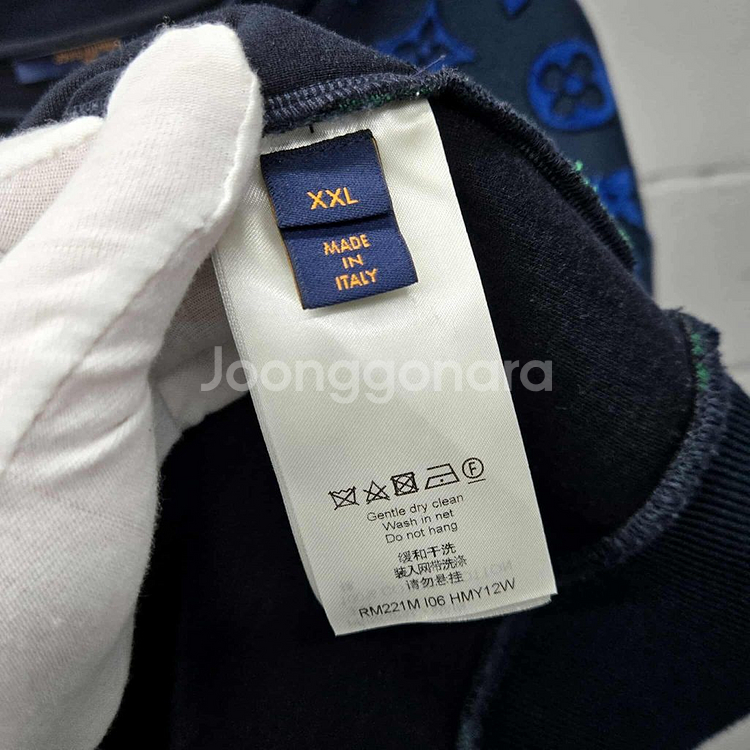 XXL
MADE
IN
ITALY
Joonggonara
F
Gentle dry clean
Wash in net
Do not hang
缓和干洗
装入网带洗涤
请勿悬挂
RM221M I06 HMY12W